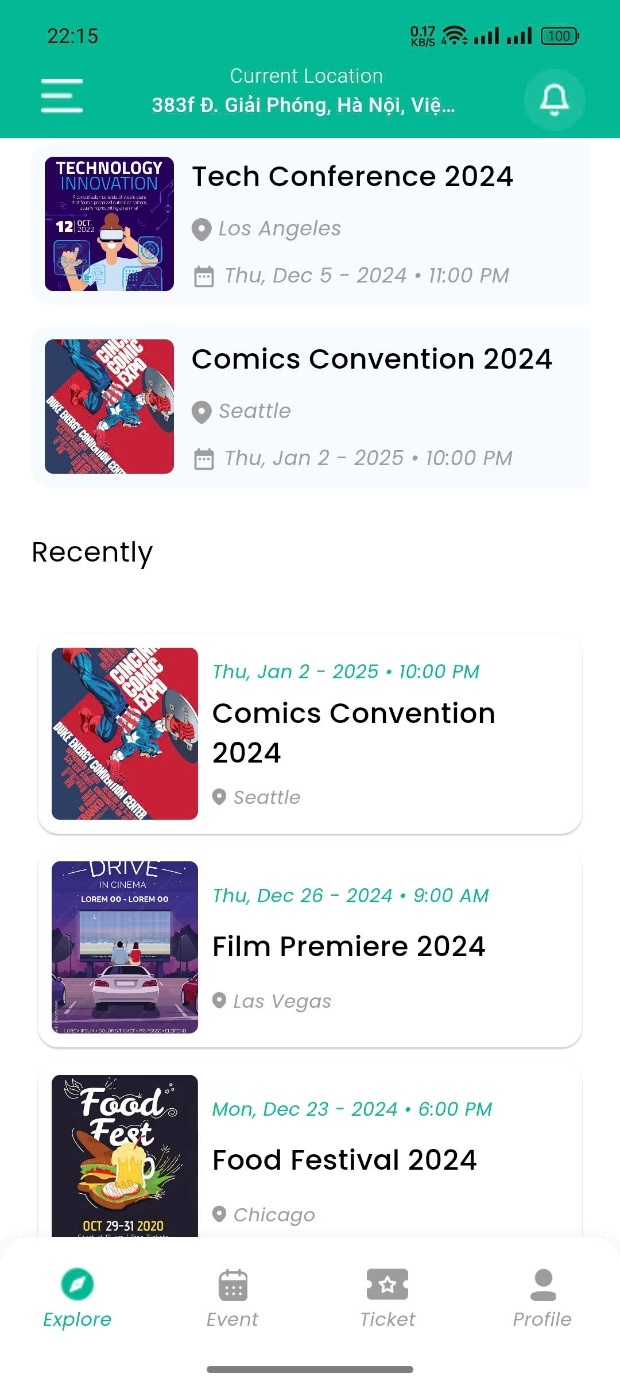 22:15
0.17
KB/S
4
100
Current Location
383f Đ. Giải Phóng, Hà Nội, Việ...
TECHNOLOGY
INNOVATION
12 OCT
2022
Tech Conference 2024
Los Angeles
Thu, Dec 5 - 2024 • 11:00 PM
COMIC
EXPO
DUKE ENERGY CONVENTION CENTER
Comics Convention 2024
Seattle
Thu, Jan 2 - 2025 • 10:00 PM
Recently
COMIC
EXPO
DUKE ENERGY CONVENTION CENTER
Thu, Jan 2 - 2025 • 10:00 PM
Comics Convention
2024
Seattle
DRIVE
IN CINEMA
LOREM 00 - LOREM 00
Thu, Dec 26 - 2024 • 9:00 AM
Film Premiere 2024
Las Vegas
Food
Fest
OCT 29-31 2020
Mon, Dec 23 - 2024 • 6:00 PM
Food Festival 2024
Chicago
Explore
Event
Ticket
Profile